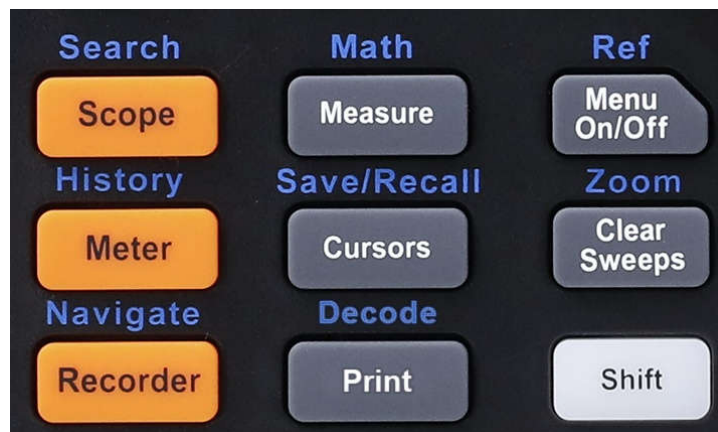 Search Math Ref
Scope Measure Menu
On/Off
History Save/Recall Zoom
Meter Cursors Clear
Sweeps
Navigate Decode
Recorder Print Shift